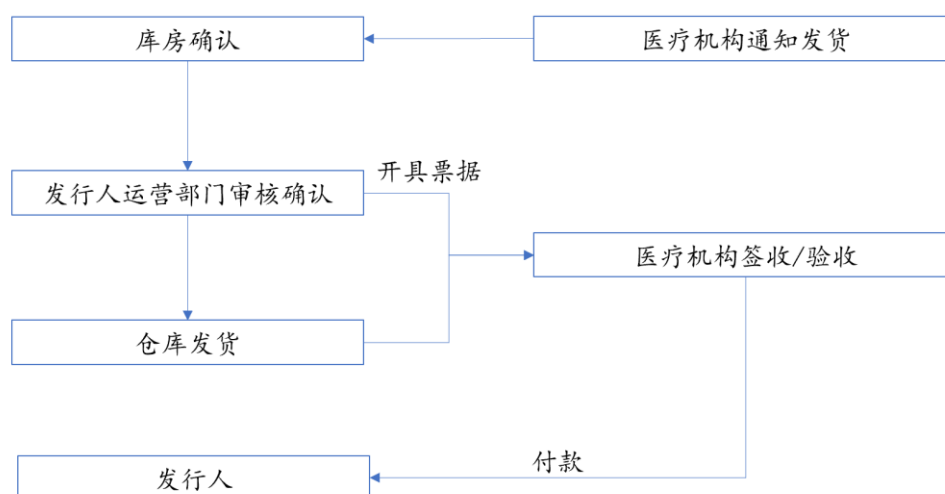 库房确认
医疗机构通知发货
发行人运营部门审核确认
开具票据
医疗机构签收/验收
仓库发货
付款
发行人